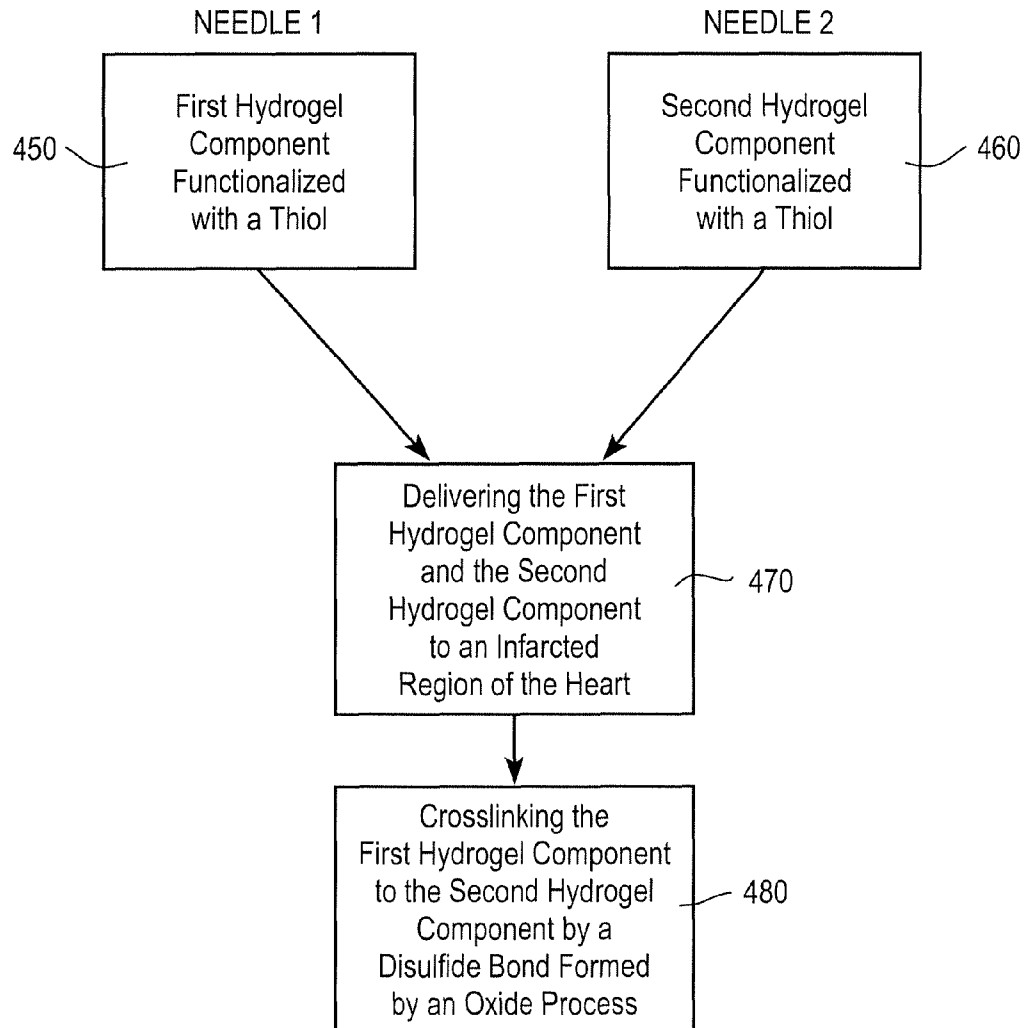 NEEDLE 1
NEEDLE 2
First Hydrogel
Component
Functionalized
with a Thiol
450
Second Hydrogel
Component
Functionalized
with a Thiol
460
Delivering the First
Hydrogel Component
and the Second
Hydrogel Component
to an Infarcted
Region of the Heart
470
Crosslinking the
First Hydrogel Component
to the Second Hydrogel
Component by a
Disulfide Bond Formed
by an Oxide Process
480